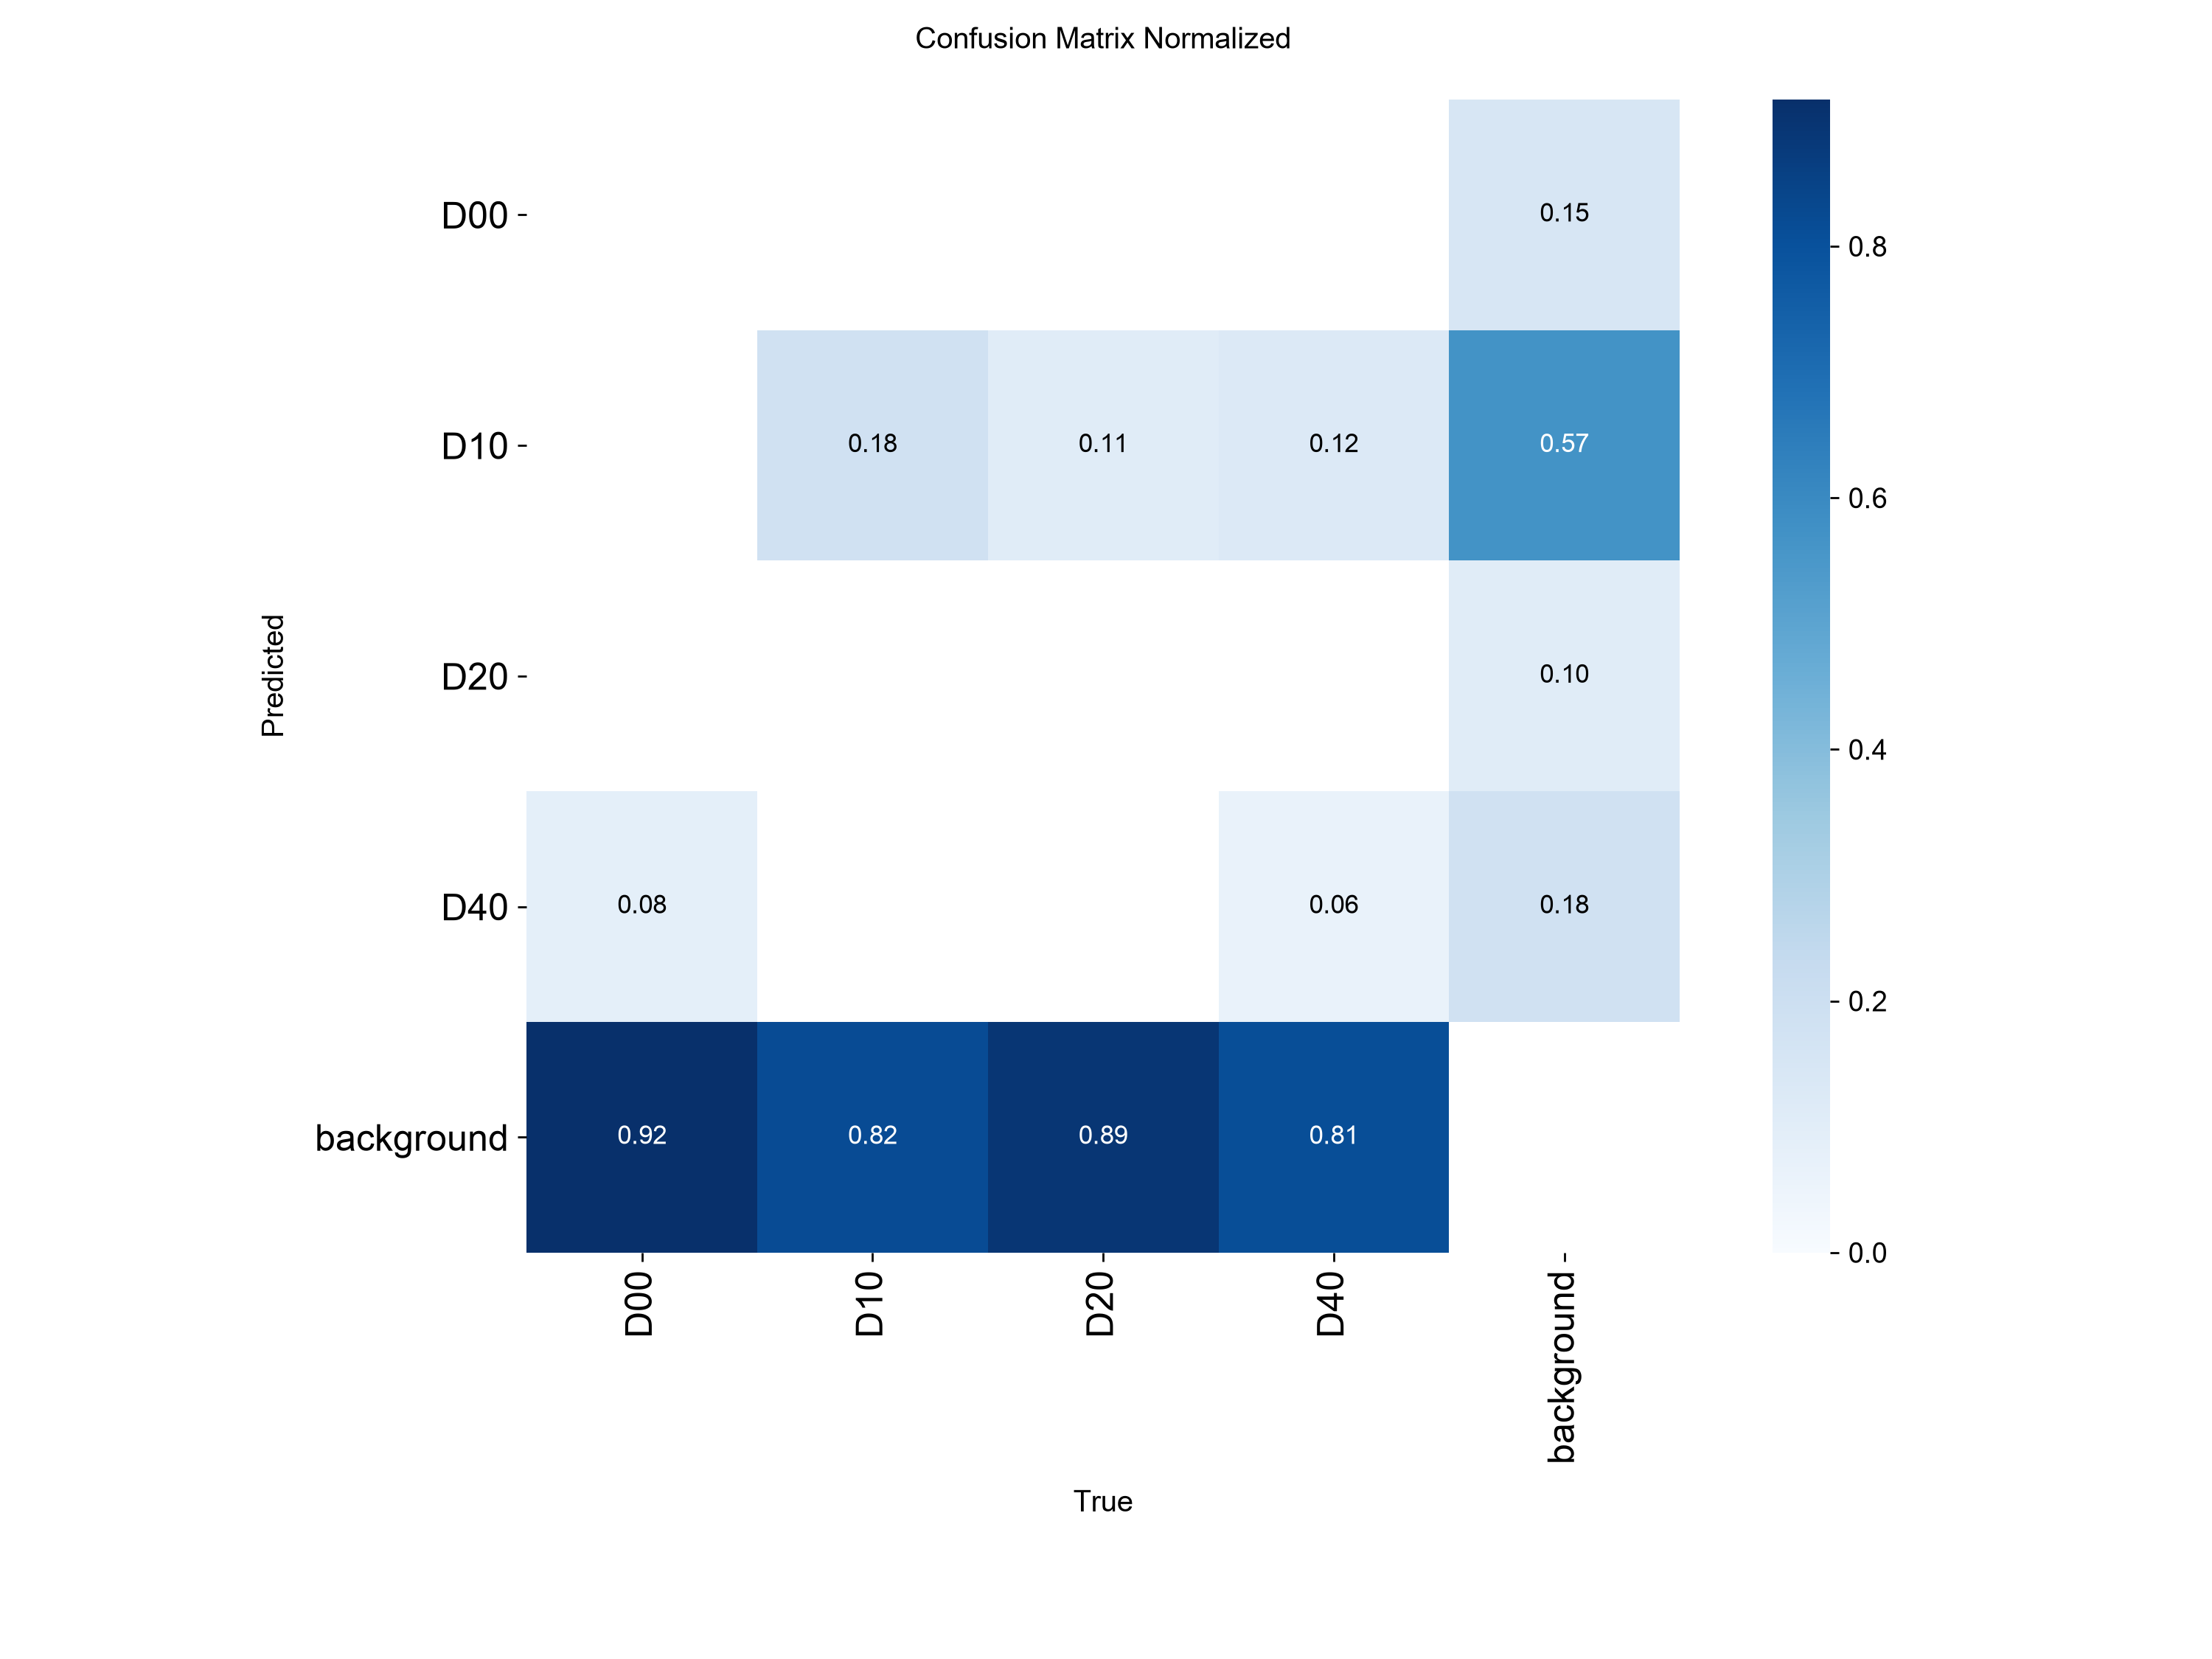 Confusion Matrix Normalized
D00
0.15
D10
0.18 0.11 0.12 0.57
D20
0.10
D40
0.08 0.06 0.18
background
0.92 0.82 0.89 0.81
Predicted
D00 D10 D20 D40 background
True
0.8
0.6
0.4
0.2
0.0